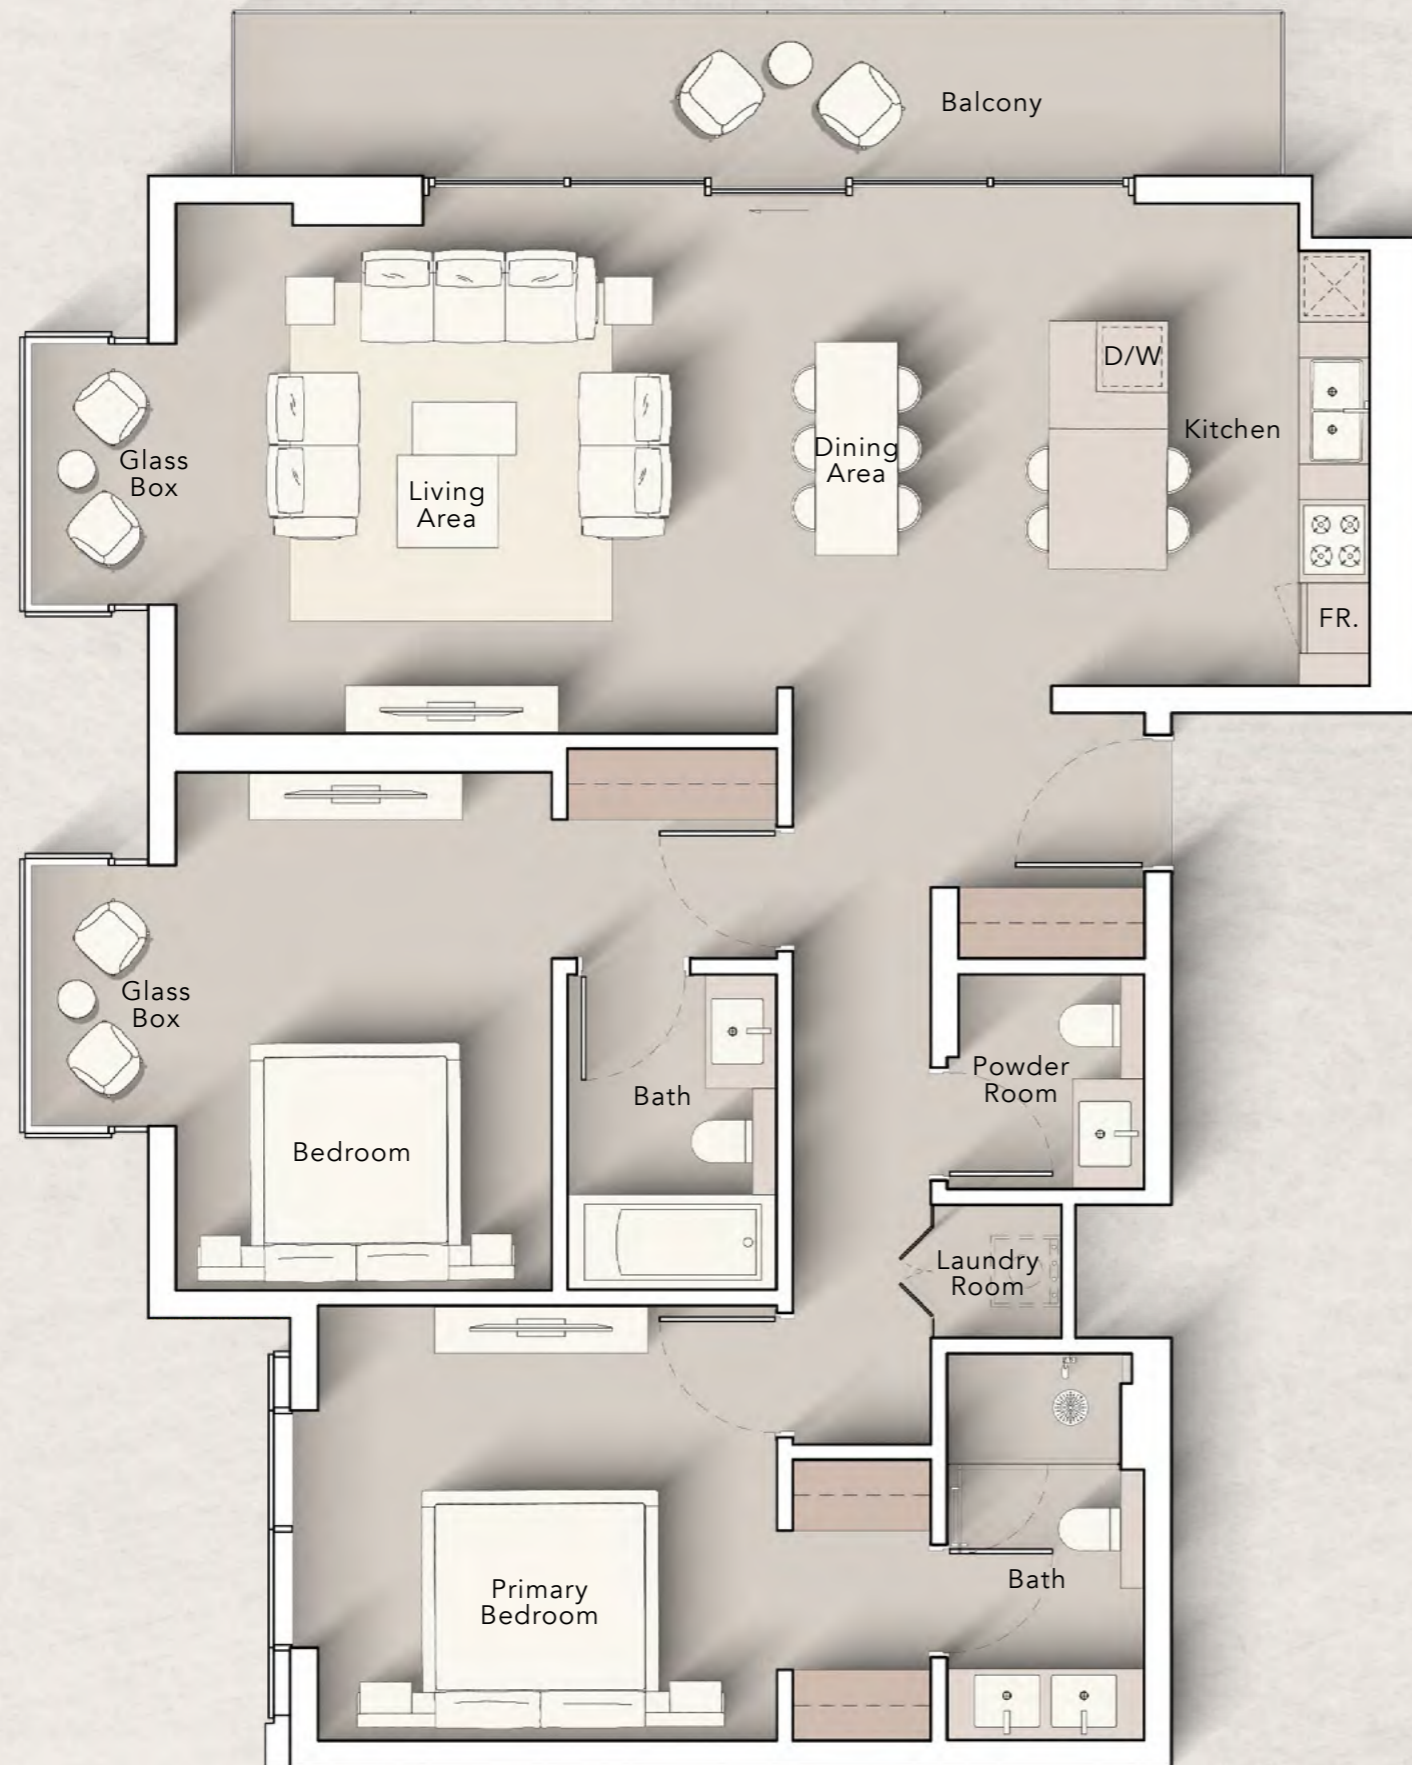 Balcony
D/W
Kitchen
Glass
Box
Dining
Area
Living
Area
FR.
Glass
Box
Bath
Powder
Room
Bedroom
Laundry
Room
Primary
Bedroom
Bath